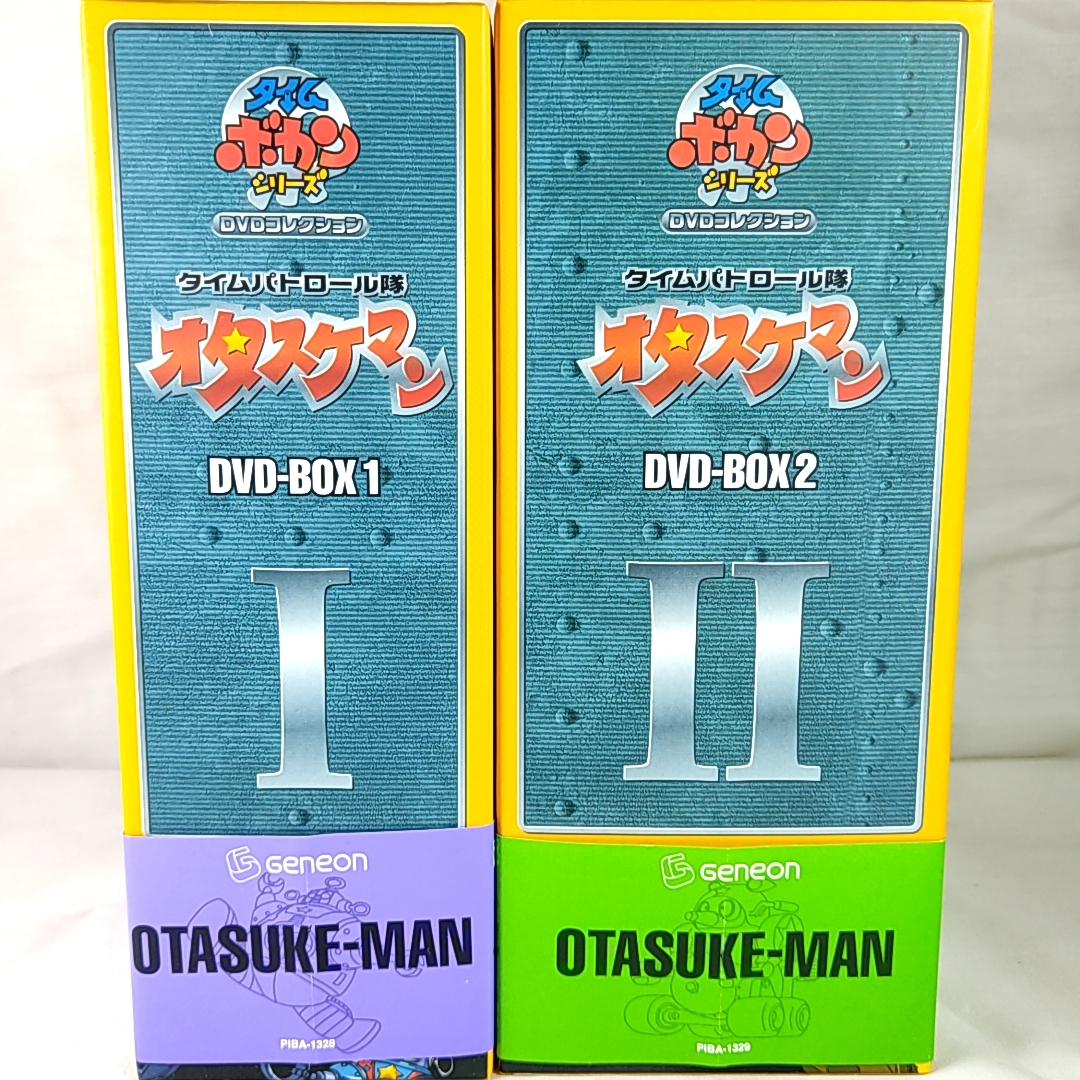 タイム
ボカン
シリーズ
DVDコレクション
タイムパトロール隊
オタスケマン
DVD-BOX 1
I
Geneon
OTASUKE-MAN
PIBA-1328
タイム
ボカン
シリーズ
DVDコレクション
タイムパトロール隊
オタスケマン
DVD-BOX 2
II
Geneon
OTASUKE-MAN
PIBA-1329